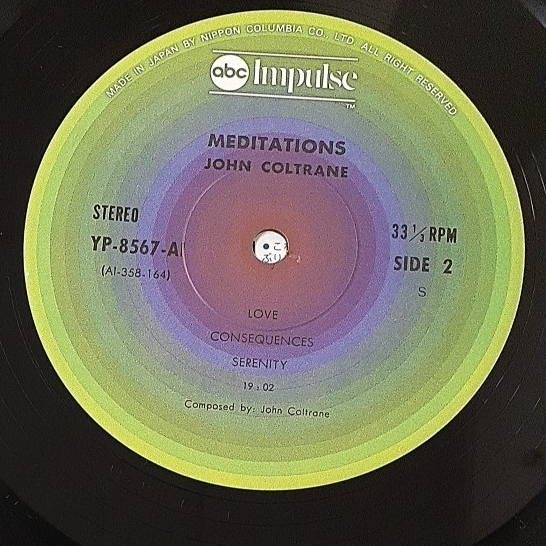 MADE IN JAPAN BY NIPPON COLUMBIA CO., LTD. ALL RIGHT RESERVED
abc Impulse
TM
MEDITATIONS
JOHN COLTRANE
STEREO
YP-8567-AI
(AI-358-164)
33 1/3 RPM
SIDE 2
S
LOVE
CONSEQUENCES
SERENITY
19:02
Composed by: John Coltrane